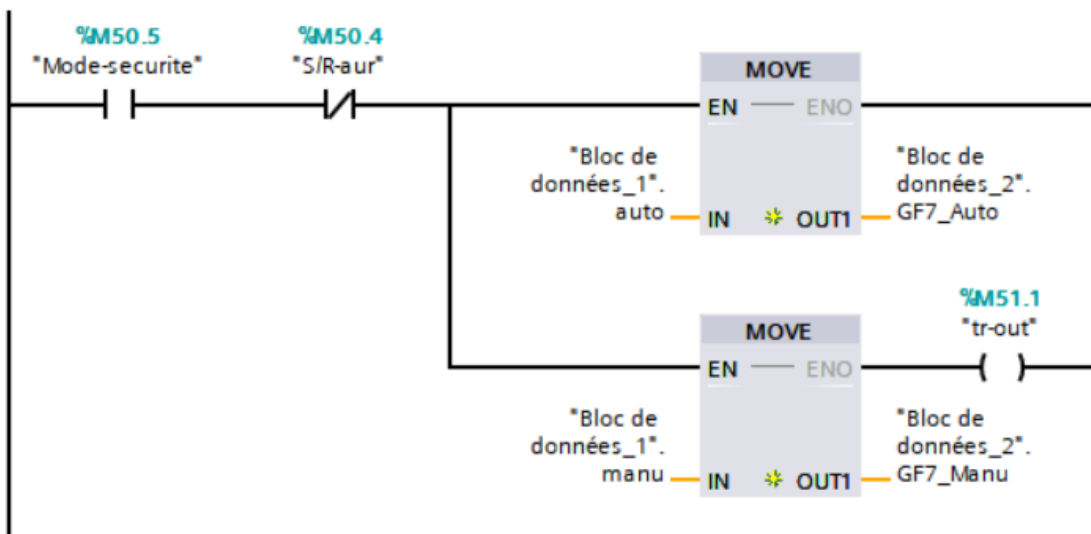 %M50.5
"Mode-securite"
%M50.4
"S/R-aur"
MOVE
EN
ENO
"Bloc de
données_1".
auto
IN
OUT1
"Bloc de
données_2".
GF7_Auto
%M51.1
"tr-out"
MOVE
EN
ENO
"Bloc de
données_1".
manu
IN
OUT1
"Bloc de
données_2".
GF7_Manu